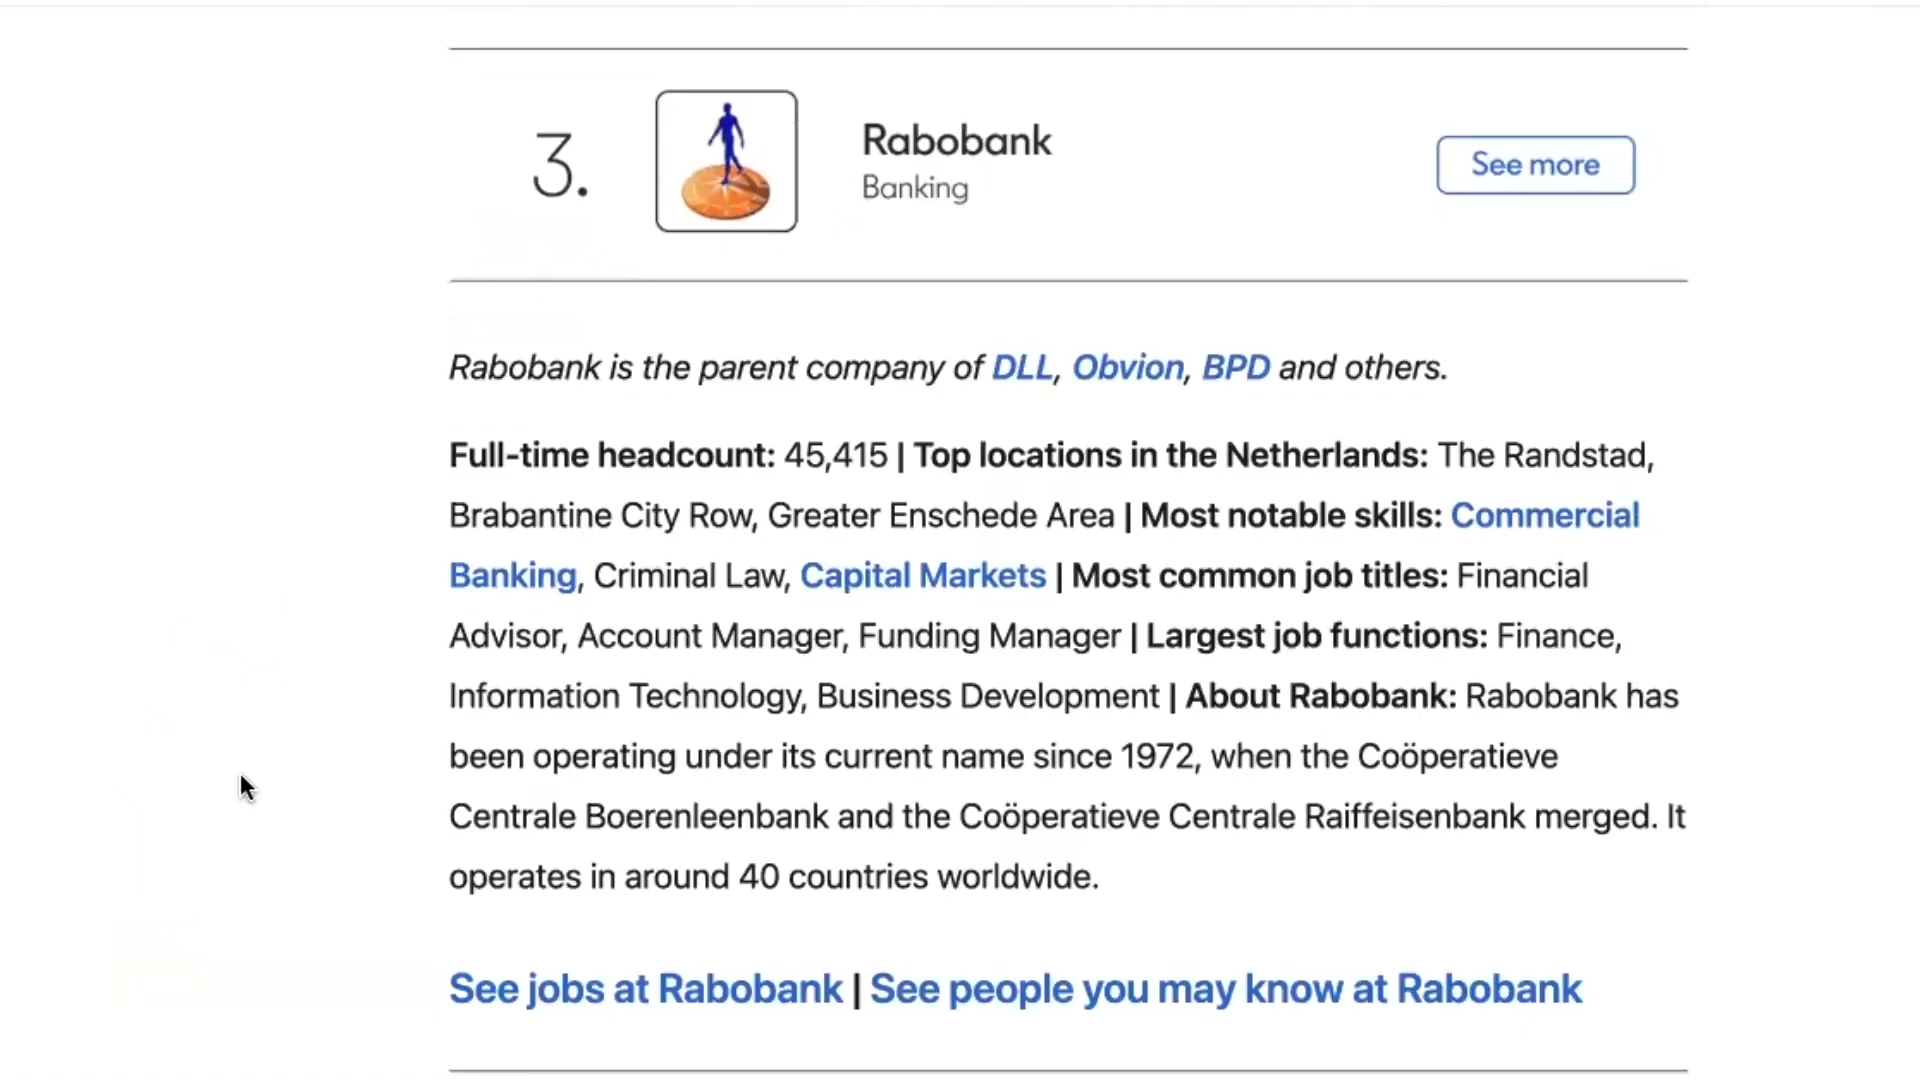 3.
Rabobank
Banking
See more
Rabobank is the parent company of DLL, Obvion, BPD and others.
Full-time headcount: 45,415 | Top locations in the Netherlands: The Randstad,
Brabantine City Row, Greater Enschede Area | Most notable skills: Commercial
Banking, Criminal Law, Capital Markets | Most common job titles: Financial
Advisor, Account Manager, Funding Manager | Largest job functions: Finance,
Information Technology, Business Development | About Rabobank: Rabobank has
been operating under its current name since 1972, when the Coöperatieve
Centrale Boerenleenbank and the Coöperatieve Centrale Raiffeisenbank merged. It
operates in around 40 countries worldwide.
See jobs at Rabobank | See people you may know at Rabobank